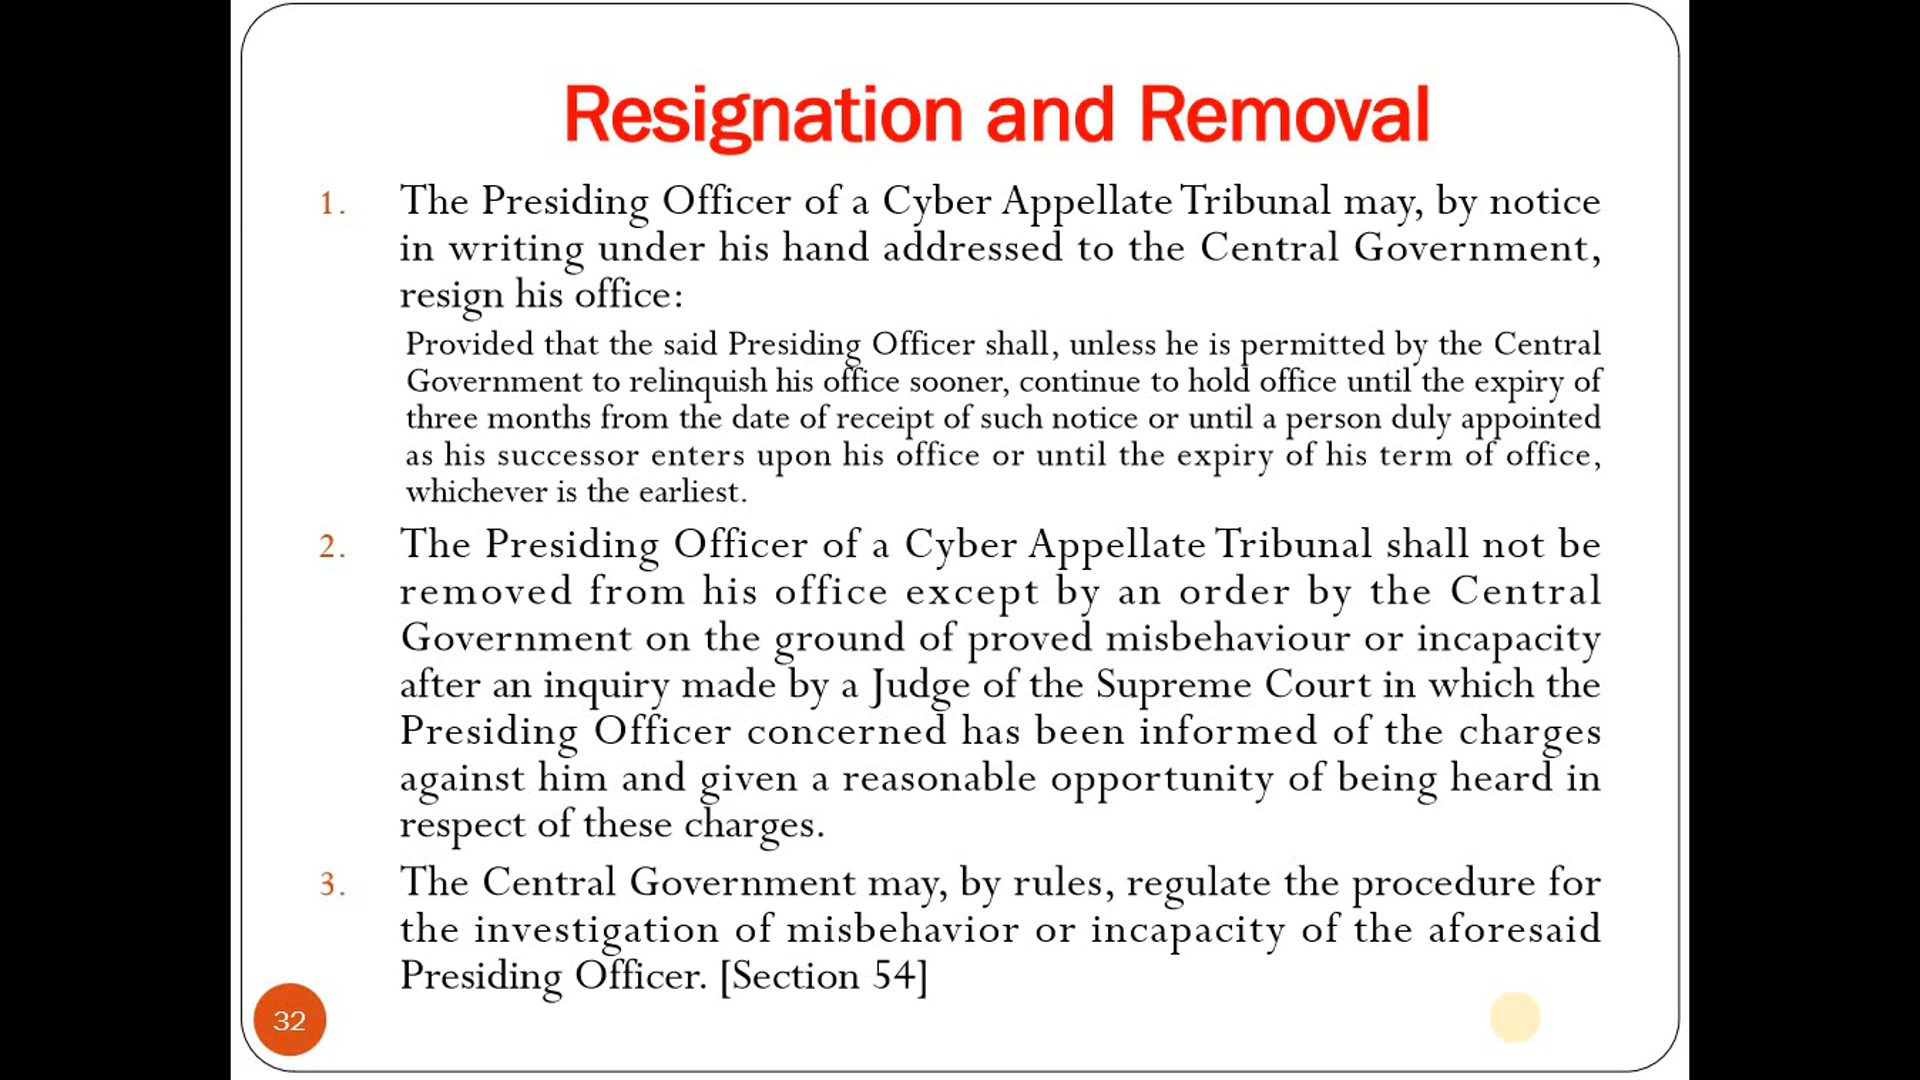 Resignation and Removal
1. The Presiding Officer of a Cyber Appellate Tribunal may, by notice
in writing under his hand addressed to the Central Government,
resign his office:
Provided that the said Presiding Officer shall, unless he is permitted by the Central
Government to relinquish his office sooner, continue to hold office until the expiry of
three months from the date of receipt of such notice or until a person duly appointed
as his successor enters upon his office or until the expiry of his term of office,
whichever is the earliest.
2. The Presiding Officer of a Cyber Appellate Tribunal shall not be
removed from his office except by an order by the Central
Government on the ground of proved misbehaviour or incapacity
after an inquiry made by a Judge of the Supreme Court in which the
Presiding Officer concerned has been informed of the charges
against him and given a reasonable opportunity of being heard in
respect of these charges.
3. The Central Government may, by rules, regulate the procedure for
the investigation of misbehavior or incapacity of the aforesaid
Presiding Officer. [Section 54]
32